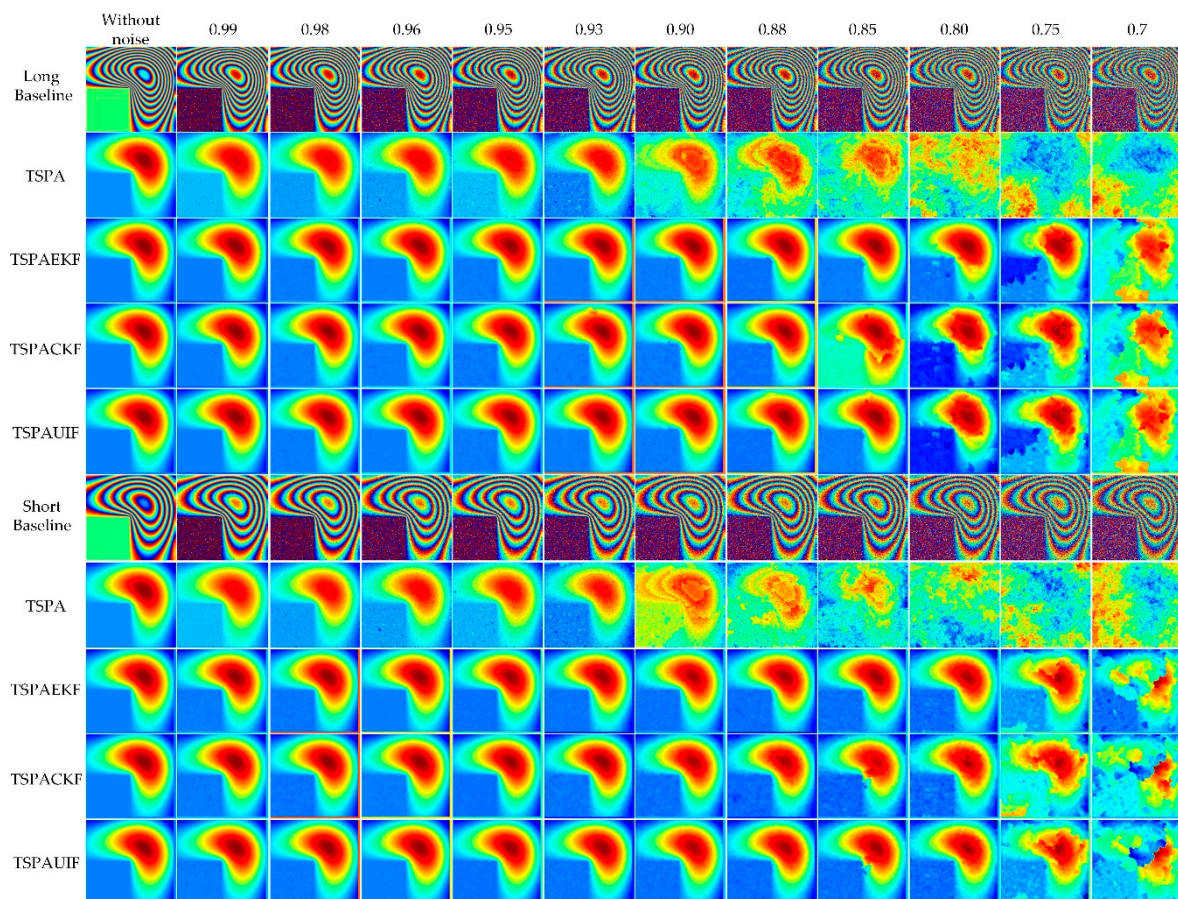 Without
noise 0.99 0.98 0.96 0.95 0.93 0.90 0.88 0.85 0.80 0.75 0.7
Long
Baseline
TSPA
TSPAEKF
TSPACKF
TSPAUIF
Short
Baseline
TSPA
TSPAEKF
TSPACKF
TSPAUIF